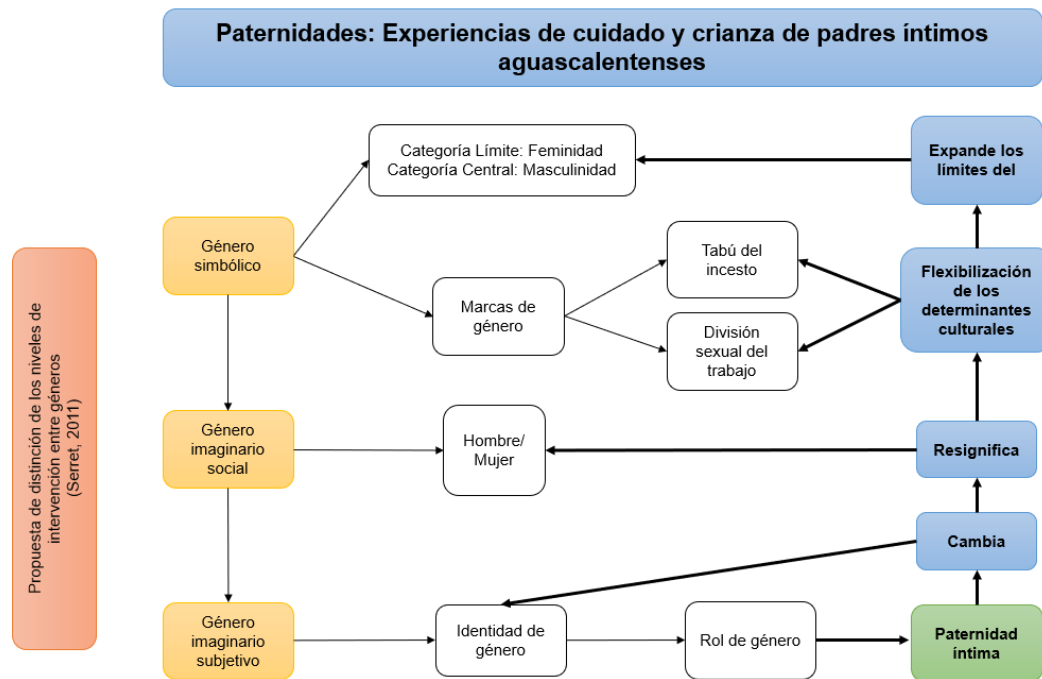 Paternidades: Experiencias de cuidado y crianza de padres íntimos
aguascalentenses
Categoría Límite: Feminidad
Categoría Central: Masculinidad
Expande los
límites del
Género
simbólico
Tabú del
incesto
Marcas de
género
División
sexual del
trabajo
Flexibilización
de los
determinantes
culturales
Propuesta de distinción de los niveles de
intervención entre géneros
(Serret, 2011)
Género
imaginario
social
Hombre/
Mujer
Resignifica
Cambia
Género
imaginario
subjetivo
Identidad de
género
Rol de género
Paternidad
íntima